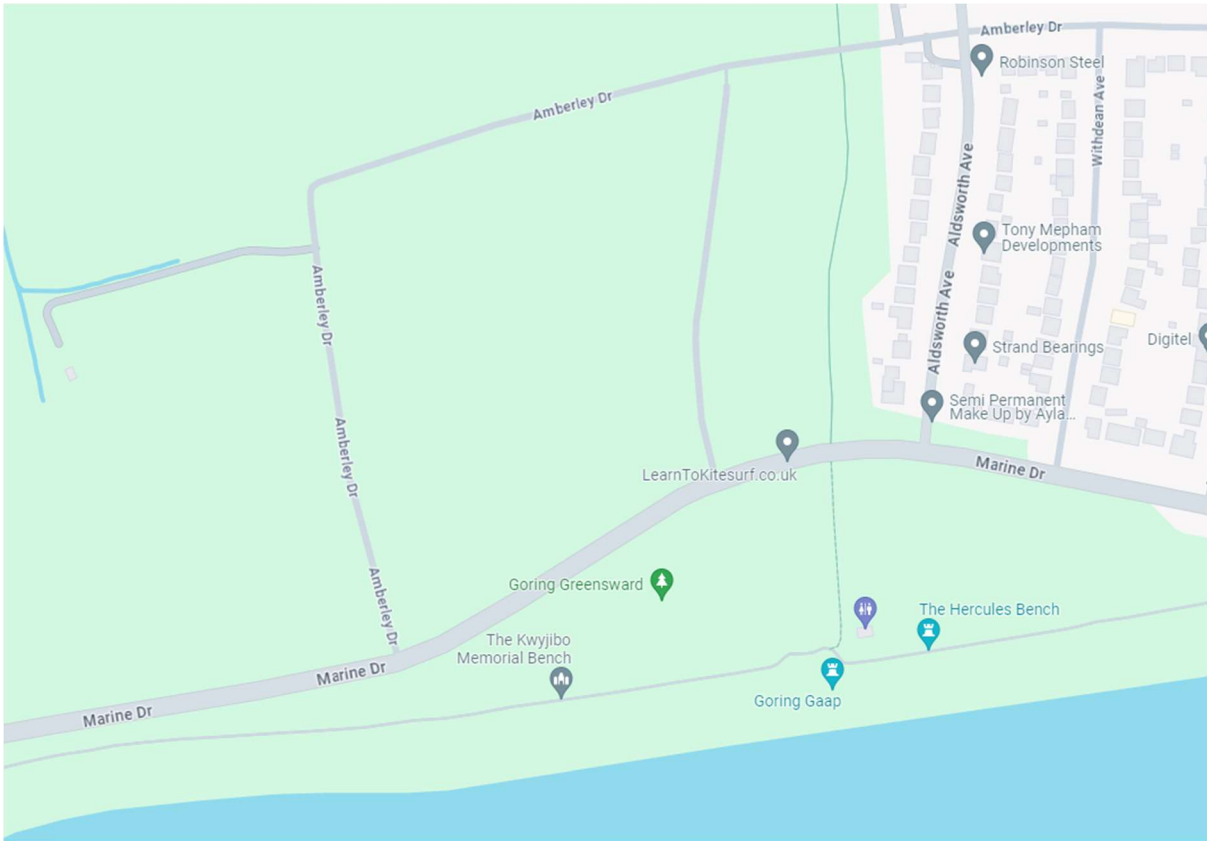 Amberley Dr
Robinson Steel
Amberley Dr
Withdean Ave
Aldsworth Ave
Tony Mepham
Developments
Amberley Dr
Aldsworth Ave
Strand Bearings
Digitel
Semi Permanent
Make Up by Ayla...
Amberley Dr
LearnToKitesurf.co.uk
Marine Dr
Goring Greensward
Amberley Dr
The Hercules Bench
The Kwyjibo
Memorial Bench
Marine Dr
Goring Gaap
Marine Dr